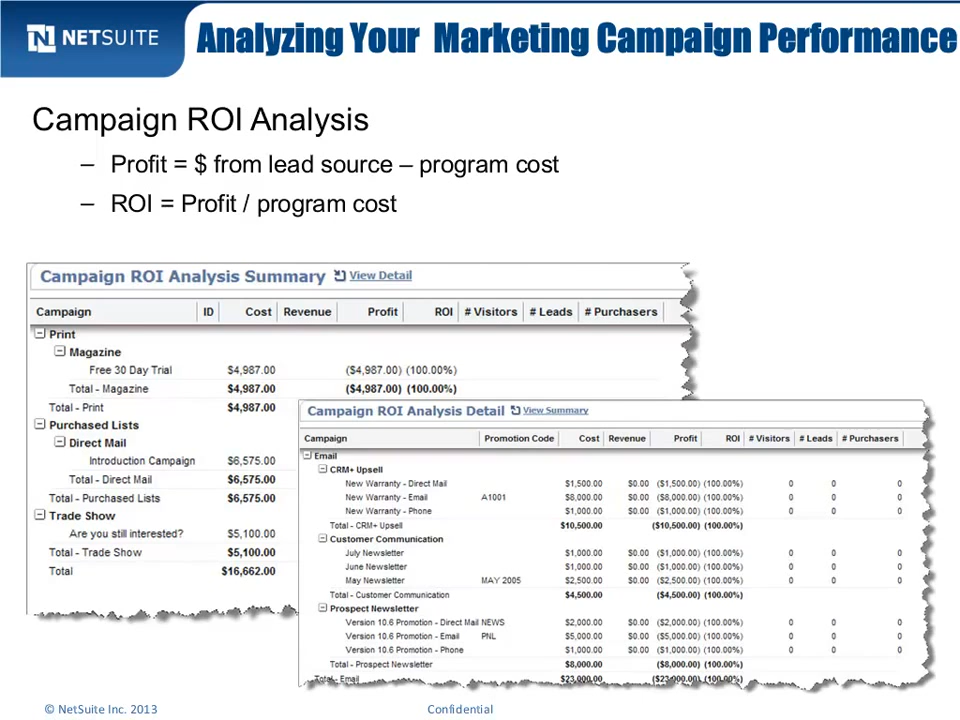 NETSUITE
Analyzing Your Marketing Campaign Performance
Campaign ROI Analysis
– Profit = $ from lead source – program cost
– ROI = Profit / program cost
Campaign ROI Analysis Summary View Detail
Campaign ID Cost Revenue Profit ROI # Visitors # Leads # Purchasers
Print
Magazine
Free 30 Day Trial $4,987.00 ($4,987.00) (100.00%)
Total - Magazine $4,987.00 ($4,987.00) (100.00%)
Total - Print $4,987.00
Purchased Lists
Direct Mail
Introduction Campaign $6,575.00
Total - Direct Mail $6,575.00
Total - Purchased Lists $6,575.00
Trade Show
Are you still interested? $5,100.00
Total - Trade Show $5,100.00
Total $16,662.00
Campaign ROI Analysis Detail View Summary
Campaign Promotion Code Cost Revenue Profit ROI # Visitors # Leads # Purchasers
Email
CRM+ Upsell
New Warranty - Direct Mail $1,500.00 $0.00 ($1,500.00) (100.00%) 0 0 0
New Warranty - Email A1001 $8,000.00 $0.00 ($8,000.00) (100.00%) 0 0 0
New Warranty - Phone $1,000.00 $0.00 ($1,000.00) (100.00%) 0 0 0
Total - CRM+ Upsell $10,500.00 ($10,500.00) (100.00%)
Customer Communication
July Newsletter $1,000.00 $0.00 ($1,000.00) (100.00%) 0 0 0
June Newsletter $1,000.00 $0.00 ($1,000.00) (100.00%) 0 0 0
May Newsletter MAY 2005 $2,500.00 $0.00 ($2,500.00) (100.00%) 0 0 0
Total - Customer Communication $4,500.00 ($4,500.00) (100.00%)
Prospect Newsletter
Version 10.6 Promotion - Direct Mail NEWS $2,000.00 $0.00 ($2,000.00) (100.00%) 0 0 0
Version 10.6 Promotion - Email PNL $5,000.00 $0.00 ($5,000.00) (100.00%) 0 0 0
Version 10.6 Promotion - Phone $1,000.00 $0.00 ($1,000.00) (100.00%) 0 0 0
Total - Prospect Newsletter $8,000.00 ($8,000.00) (100.00%)
Total - Email $23,000.00 ($23,000.00) (100.00%)
© NetSuite Inc. 2013 Confidential